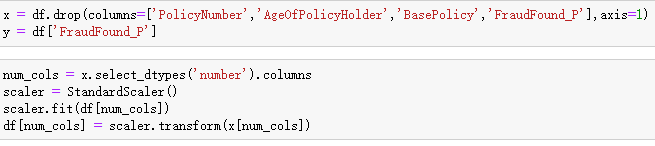 x = df.drop(columns=['PolicyNumber','AgeOfPolicyHolder','BasePolicy','FraudFound_P'],axis=1)
y = df['FraudFound_P']
num_cols = x.select_dtypes('number').columns
scaler = StandardScaler()
scaler.fit(df[num_cols])
df[num_cols] = scaler.transform(x[num_cols])